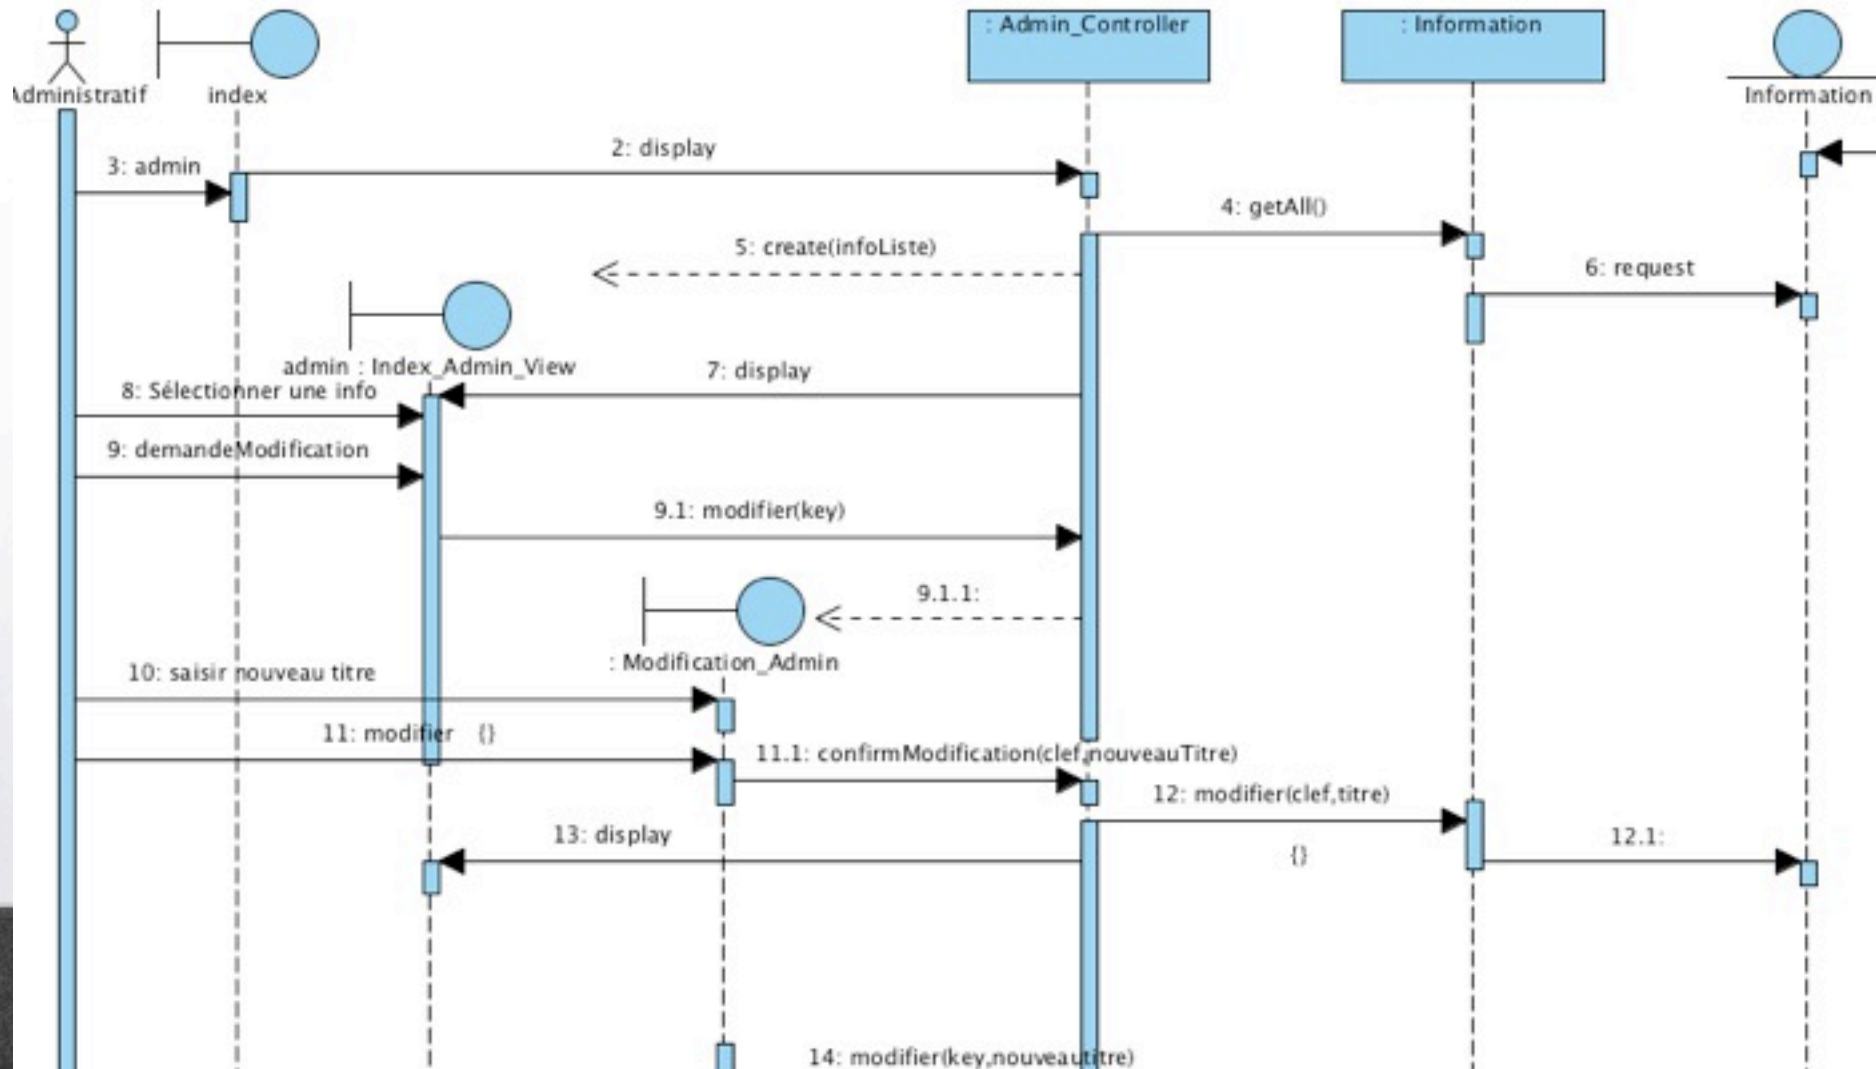 : Admin_Controller
: Information
Administratif
index
Information
2: display
3: admin
4: getAll()
5: create(infoListe)
6: request
admin : Index_Admin_View
7: display
8: Sélectionner une info
9: demandeModification
9.1: modifier(key)
9.1.1:
: Modification_Admin
10: saisir nouveau titre
11: modifier {}
11.1: confirmModification(clef,nouveauTitre)
12: modifier(clef,titre)
13: display
12.1:
{}
14: modifier(key,nouveautitre)